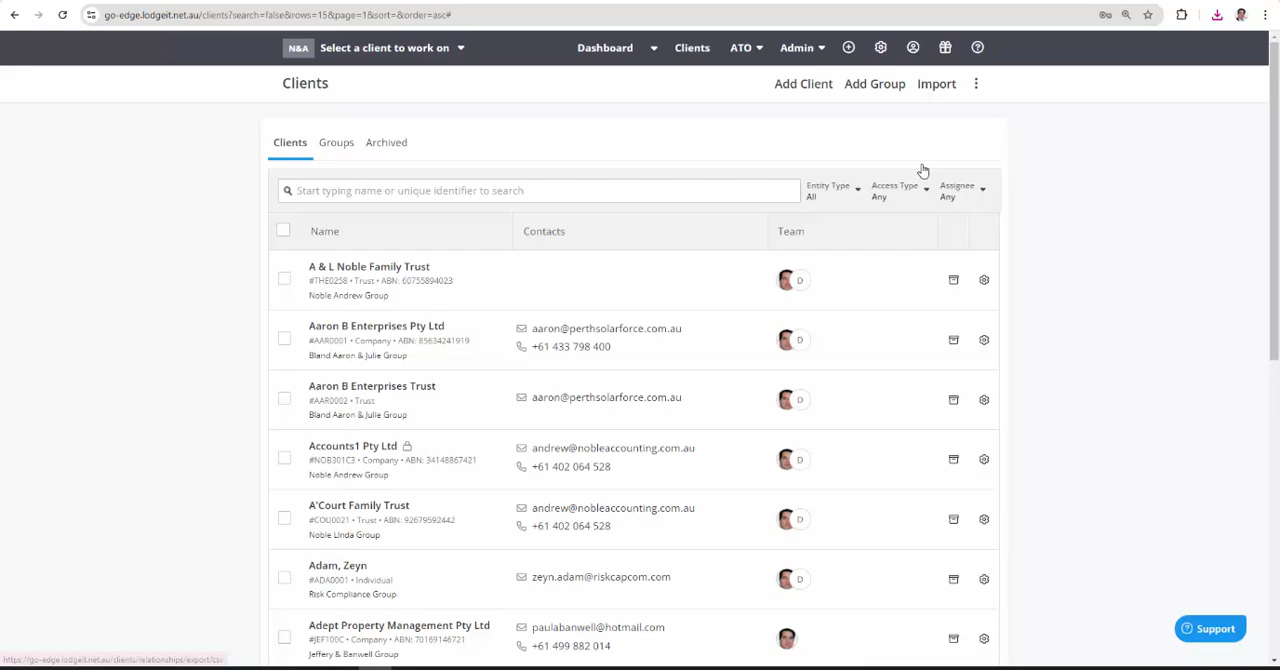 go-edge.lodgeit.net.au/clients?search=false&rows=15&page=1&sort=&order=asc#
N&A Select a client to work on Dashboard Clients ATO Admin
Clients Add Client Add Group Import
Clients Groups Archived
Start typing name or unique identifier to search
Entity Type Access Type Assignee
All Any Any
Name Contacts Team
A & L Noble Family Trust
#THE0258 • Trust • ABN: 60755894023
D
Noble Andrew Group
Aaron B Enterprises Pty Ltd
aaron@perthsolarforce.com.au
#AAR0001 • Company • ABN: 85634241919
D
+61 433 798 400
Bland Aaron & Julie Group
Aaron B Enterprises Trust
aaron@perthsolarforce.com.au
#AAR0002 • Trust
D
Bland Aaron & Julie Group
Accounts1 Pty Ltd
andrew@nobleaccounting.com.au
#NOB301C3 • Company • ABN: 34148867421
D
+61 402 064 528
Noble Andrew Group
A'Court Family Trust
andrew@nobleaccounting.com.au
#COU0021 • Trust • ABN: 92679592442
D
+61 402 064 528
Noble Linda Group
Adam, Zeyn
zeyn.adam@riskcapcom.com
#ADA0001 • Individual
D
Risk Compliance Group
Adept Property Management Pty Ltd
paulabanwell@hotmail.com
#JEF100C • Company • ABN: 70169146721
+61 499 882 014
Jeffery & Banwell Group
Support
https://go-edge.lodgeit.net.au/clients/relationships/export/csv